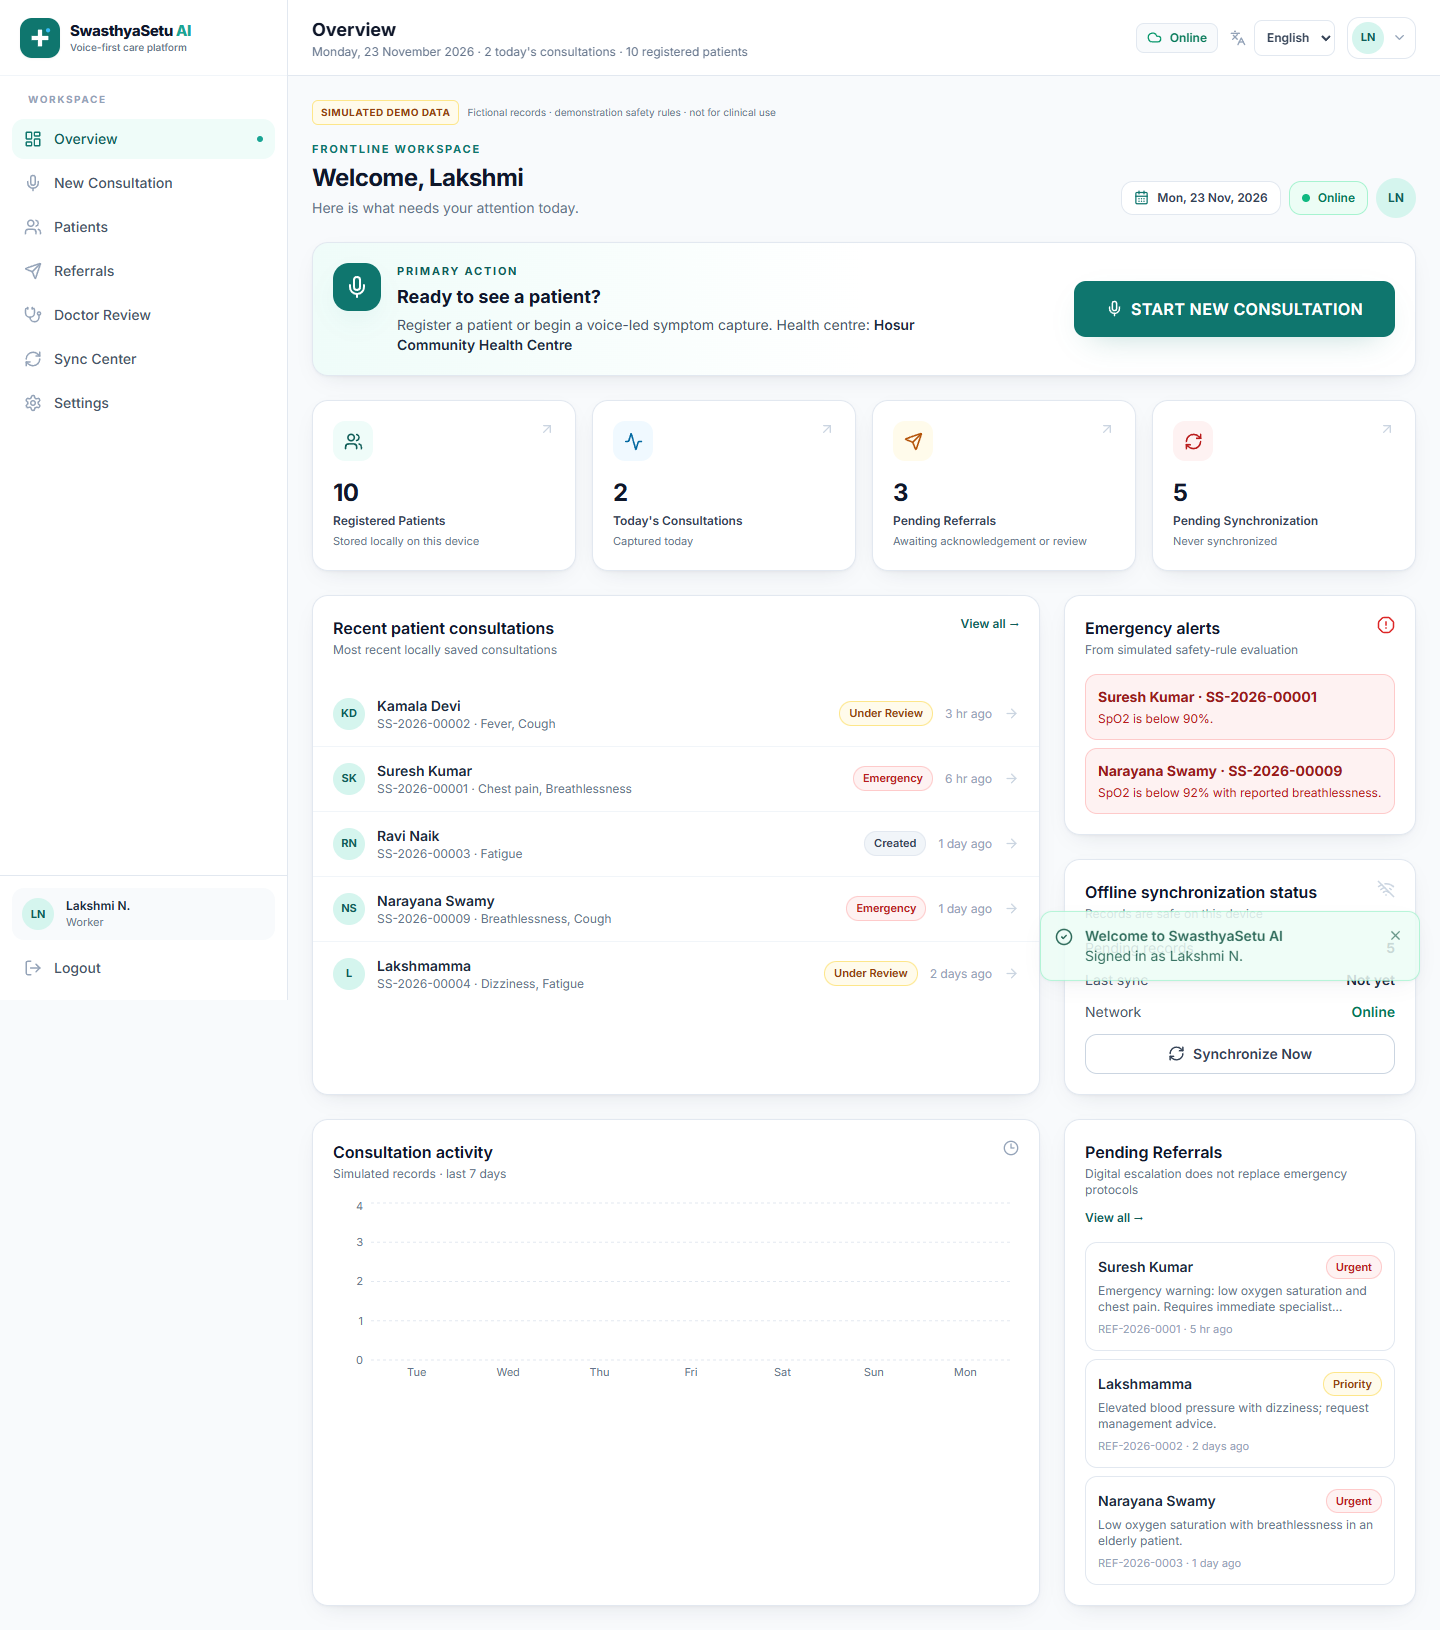 SwasthyaSetu AI
Voice-first care platform
WORKSPACE
Overview
New Consultation
Patients
Referrals
Doctor Review
Sync Center
Settings
LN
Lakshmi N.
Worker
Logout
Overview
Monday, 23 November 2026 · 2 today's consultations · 10 registered patients
Online
English
LN
SIMULATED DEMO DATA
Fictional records · demonstration safety rules · not for clinical use
FRONTLINE WORKSPACE
Welcome, Lakshmi
Here is what needs your attention today.
Mon, 23 Nov, 2026
Online
LN
PRIMARY ACTION
Ready to see a patient?
Register a patient or begin a voice-led symptom capture. Health centre: Hosur
Community Health Centre
START NEW CONSULTATION
10
Registered Patients
Stored locally on this device
2
Today's Consultations
Captured today
3
Pending Referrals
Awaiting acknowledgement or review
5
Pending Synchronization
Never synchronized
Recent patient consultations
Most recent locally saved consultations
View all →
KD
Kamala Devi
SS-2026-00002 · Fever, Cough
Under Review
3 hr ago
SK
Suresh Kumar
SS-2026-00001 · Chest pain, Breathlessness
Emergency
6 hr ago
RN
Ravi Naik
SS-2026-00003 · Fatigue
Created
1 day ago
NS
Narayana Swamy
SS-2026-00009 · Breathlessness, Cough
Emergency
1 day ago
L
Lakshmamma
SS-2026-00004 · Dizziness, Fatigue
Under Review
2 days ago
Emergency alerts
From simulated safety-rule evaluation
Suresh Kumar · SS-2026-00001
SpO2 is below 90%.
Narayana Swamy · SS-2026-00009
SpO2 is below 92% with reported breathlessness.
Offline synchronization status
Records are safe on this device
Welcome to SwasthyaSetu AI
Signed in as Lakshmi N.
Pending records
5
Last sync
Not yet
Network
Online
Synchronize Now
Consultation activity
Simulated records · last 7 days
4
3
2
1
0
Tue
Wed
Thu
Fri
Sat
Sun
Mon
Pending Referrals
Digital escalation does not replace emergency
protocols
View all →
Suresh Kumar
Urgent
Emergency warning: low oxygen saturation and
chest pain. Requires immediate specialist...
REF-2026-0001 · 5 hr ago
Lakshmamma
Priority
Elevated blood pressure with dizziness; request
management advice.
REF-2026-0002 · 2 days ago
Narayana Swamy
Urgent
Low oxygen saturation with breathlessness in an
elderly patient.
REF-2026-0003 · 1 day ago